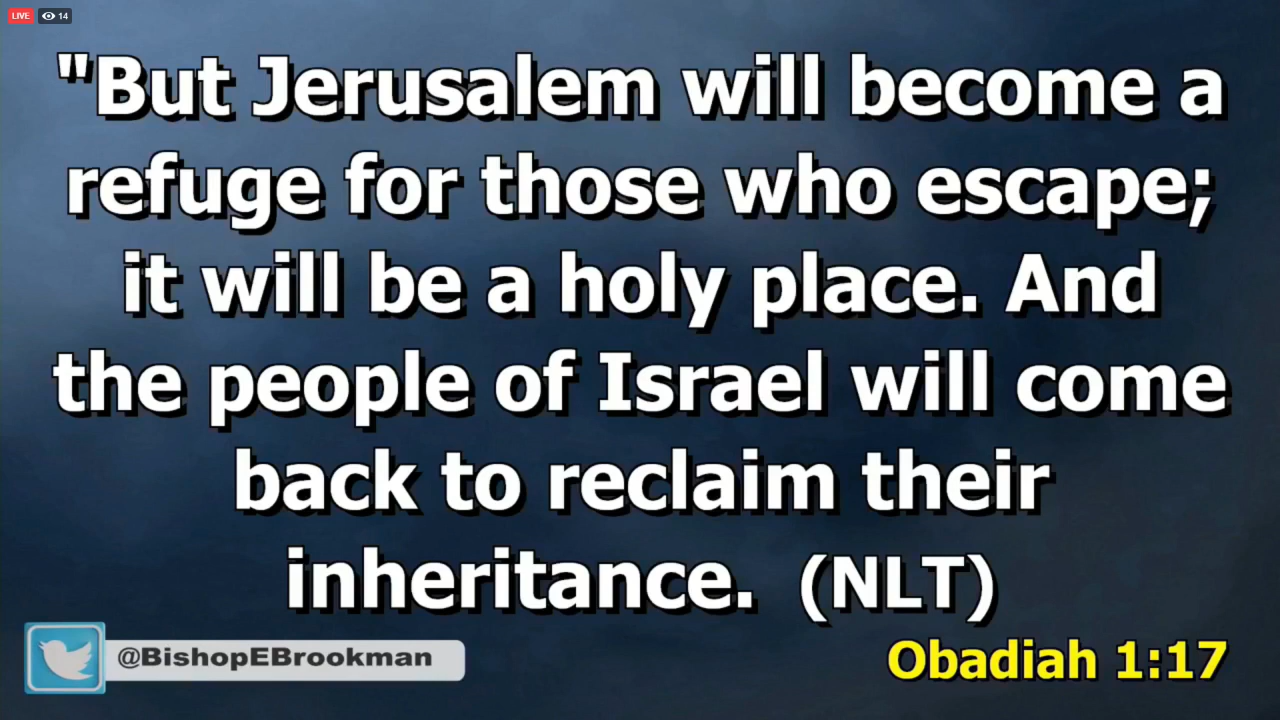 LIVE 14
"But Jerusalem will become a
refuge for those who escape;
it will be a holy place. And
the people of Israel will come
back to reclaim their
inheritance. (NLT)
@BishopEBrookman
Obadiah 1:17